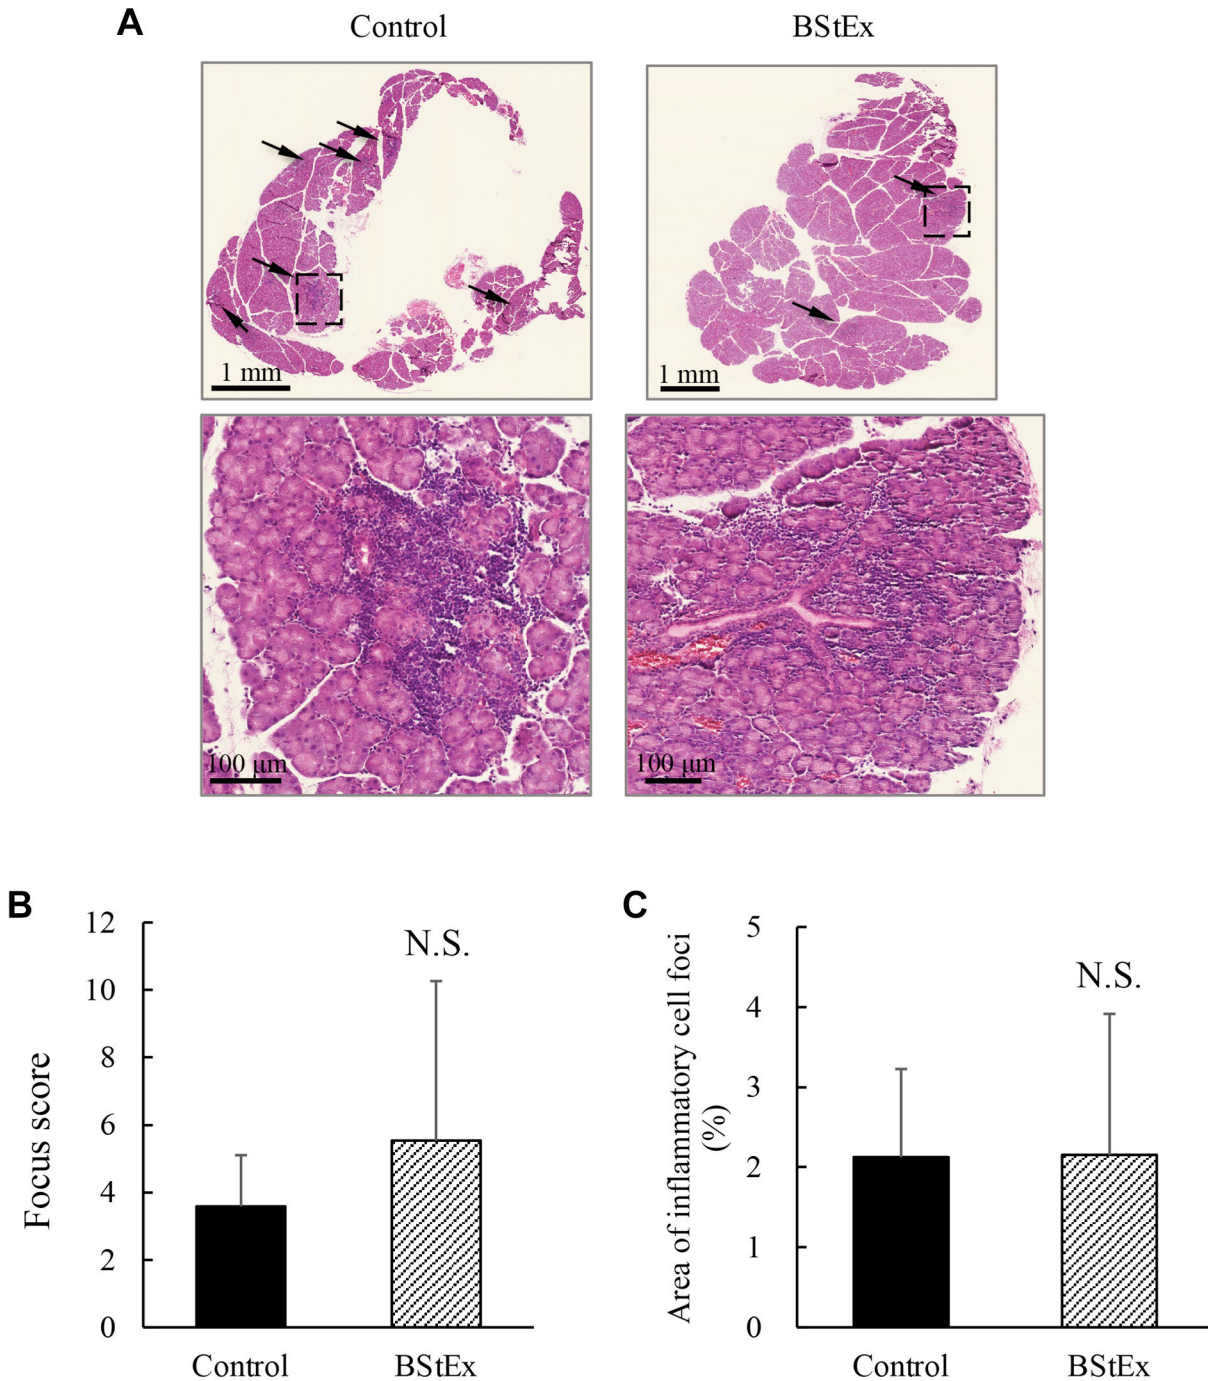 A
Control
BStEx
1 mm
1 mm
100 µm
100 µm
B
12
10
8
6
4
2
0
Focus score
N.S.
Control
BStEx
C
5
4
3
2
1
0
Area of inflammatory cell foci
(%)
N.S.
Control
BStEx